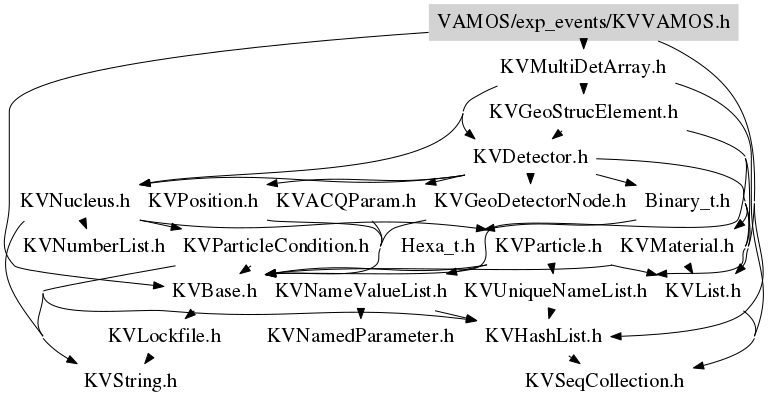 VAMOS/exp_events/KVVAMOS.h
KVMultiDetArray.h
KVGeoStrucElement.h
KVDetector.h
KVNucleus.h KVPosition.h KVACQParam.h KVGeoDetectorNode.h Binary_t.h
KVNumberList.h KVParticleCondition.h Hexa_t.h KVParticle.h KVMaterial.h
KVBase.h KVNameValueList.h KVUniqueNameList.h KVList.h
KVLockfile.h KVNamedParameter.h KVHashList.h
KVString.h KVSeqCollection.h